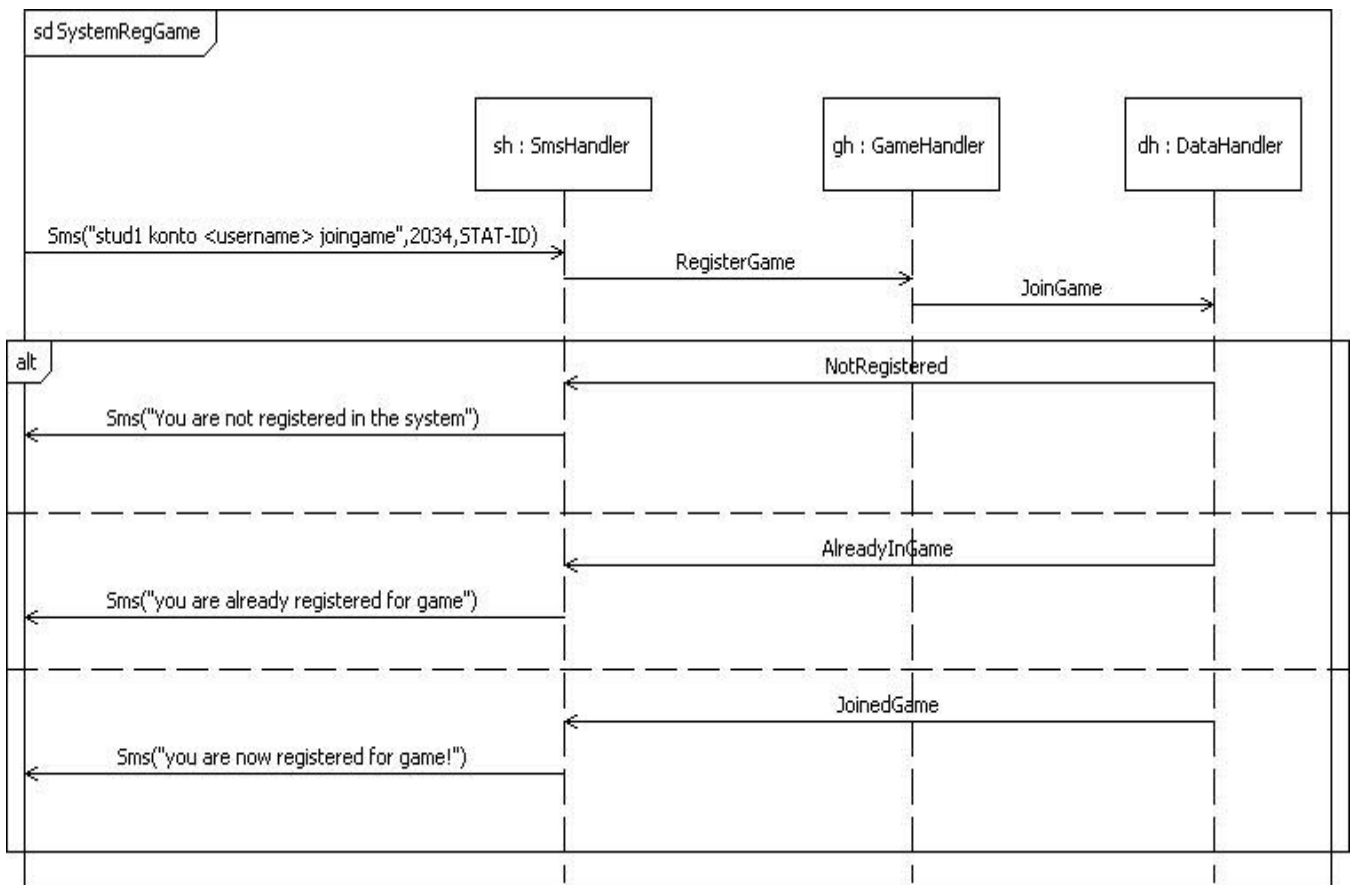 sd SystemRegGame
sh : SmsHandler
gh : GameHandler
dh : DataHandler
Sms("stud1 konto <username> joingame",2034,STAT-ID)
RegisterGame
JoinGame
alt
NotRegistered
Sms("You are not registered in the system")
AlreadyInGame
Sms("you are already registered for game")
JoinedGame
Sms("you are now registered for game!")